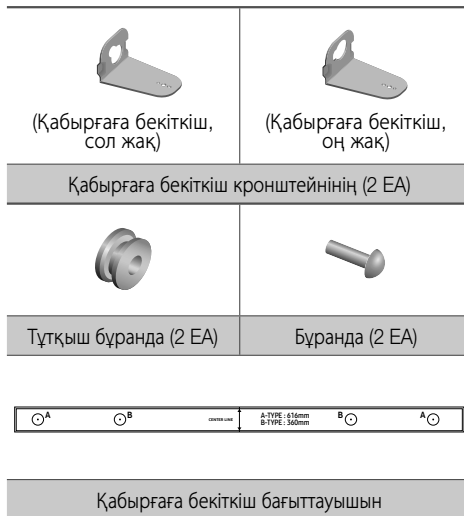 (Қабырғаға бекіткіш,
сол жақ)
(Қабырғаға бекіткіш,
оң жақ)
Қабырғаға бекіткіш кронштейнінің (2 EA)
Тұтқыш бұранда (2 EA)
Бұранда (2 EA)
A
B
CENTER LINE
A-TYPE : 616mm
B-TYPE : 360mm
B
A
Қабырғаға бекіткіш бағыттауышын